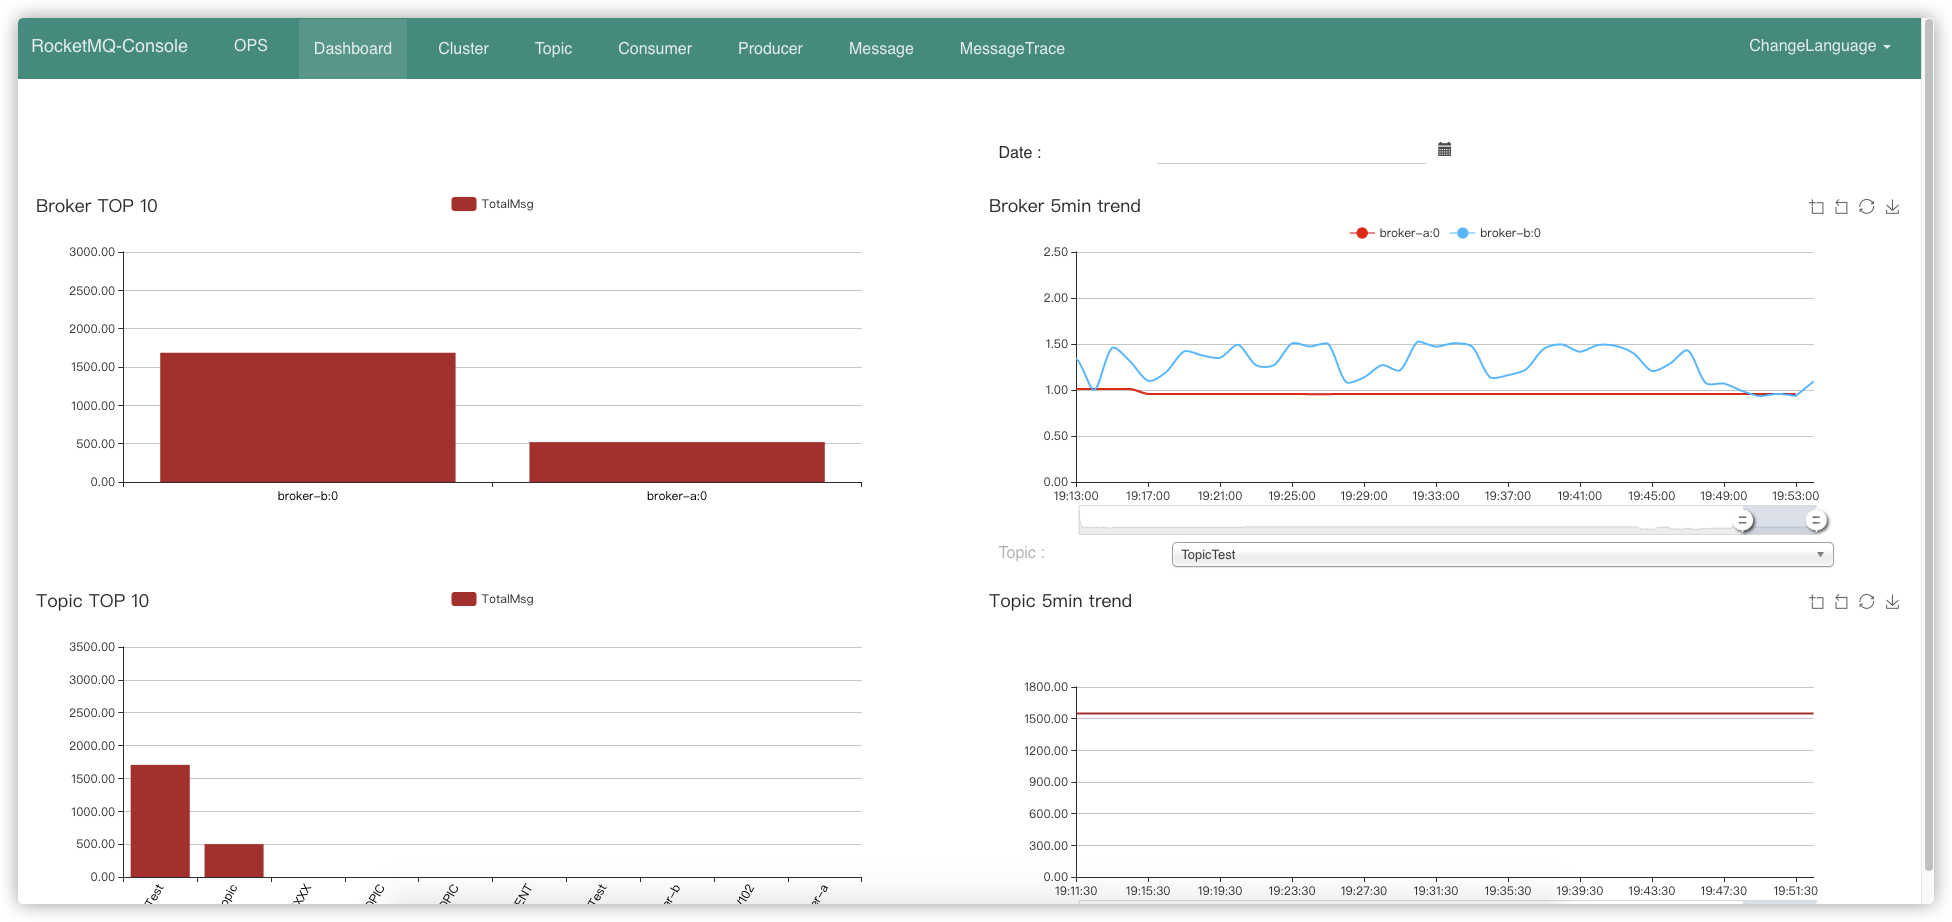 RocketMQ-Console OPS Dashboard Cluster Topic Consumer Producer Message MessageTrace ChangeLanguage
Date :
Broker TOP 10
TotalMsg
3000.00
2500.00
2000.00
1500.00
1000.00
500.00
0.00
broker-b:0 broker-a:0
Broker 5min trend
broker-a:0 broker-b:0
2.50
2.00
1.50
1.00
0.50
0.00
19:13:00 19:17:00 19:21:00 19:25:00 19:29:00 19:33:00 19:37:00 19:41:00 19:45:00 19:49:00 19:53:00
Topic : TopicTest
Topic TOP 10
TotalMsg
3500.00
3000.00
2500.00
2000.00
1500.00
1000.00
500.00
0.00
Test opic XXX OPIC OPIC ENT Test r-b 102 er-a
Topic 5min trend
1800.00
1500.00
1200.00
900.00
600.00
300.00
0.00
19:11:30 19:15:30 19:19:30 19:23:30 19:27:30 19:31:30 19:35:30 19:39:30 19:43:30 19:47:30 19:51:30